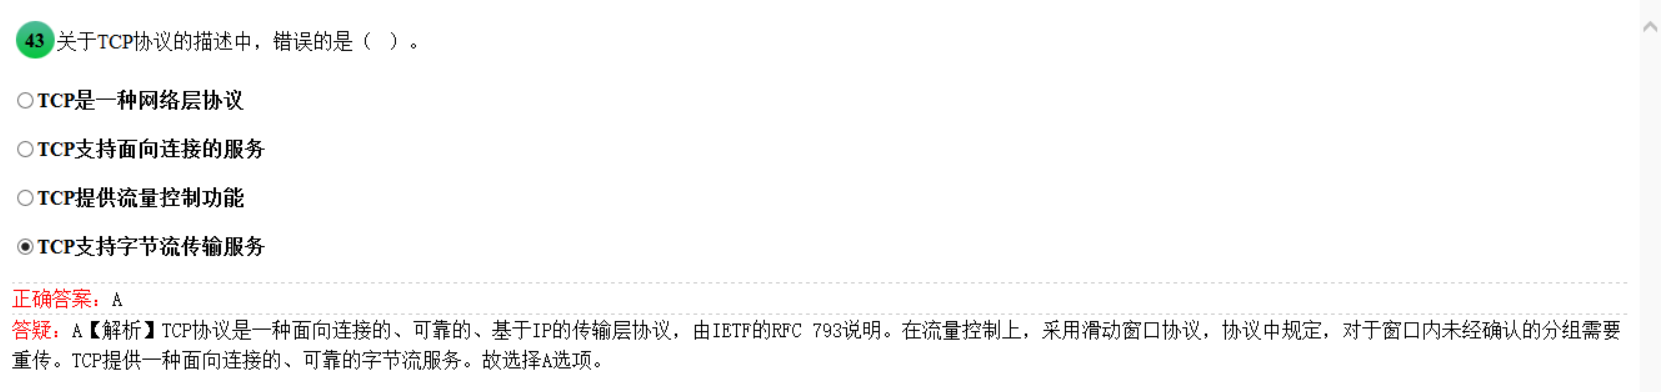 43 关于TCP协议的描述中，错误的是（  ）。
TCP是一种网络层协议
TCP支持面向连接的服务
TCP提供流量控制功能
TCP支持字节流传输服务
正确答案：A
答疑：A【解析】TCP协议是一种面向连接的、可靠的、基于IP的传输层协议，由IETF的RFC 793说明。在流量控制上，采用滑动窗口协议，协议中规定，对于窗口内未经确认的分组需要
重传。TCP提供一种面向连接的、可靠的字节流服务。故选择A选项。